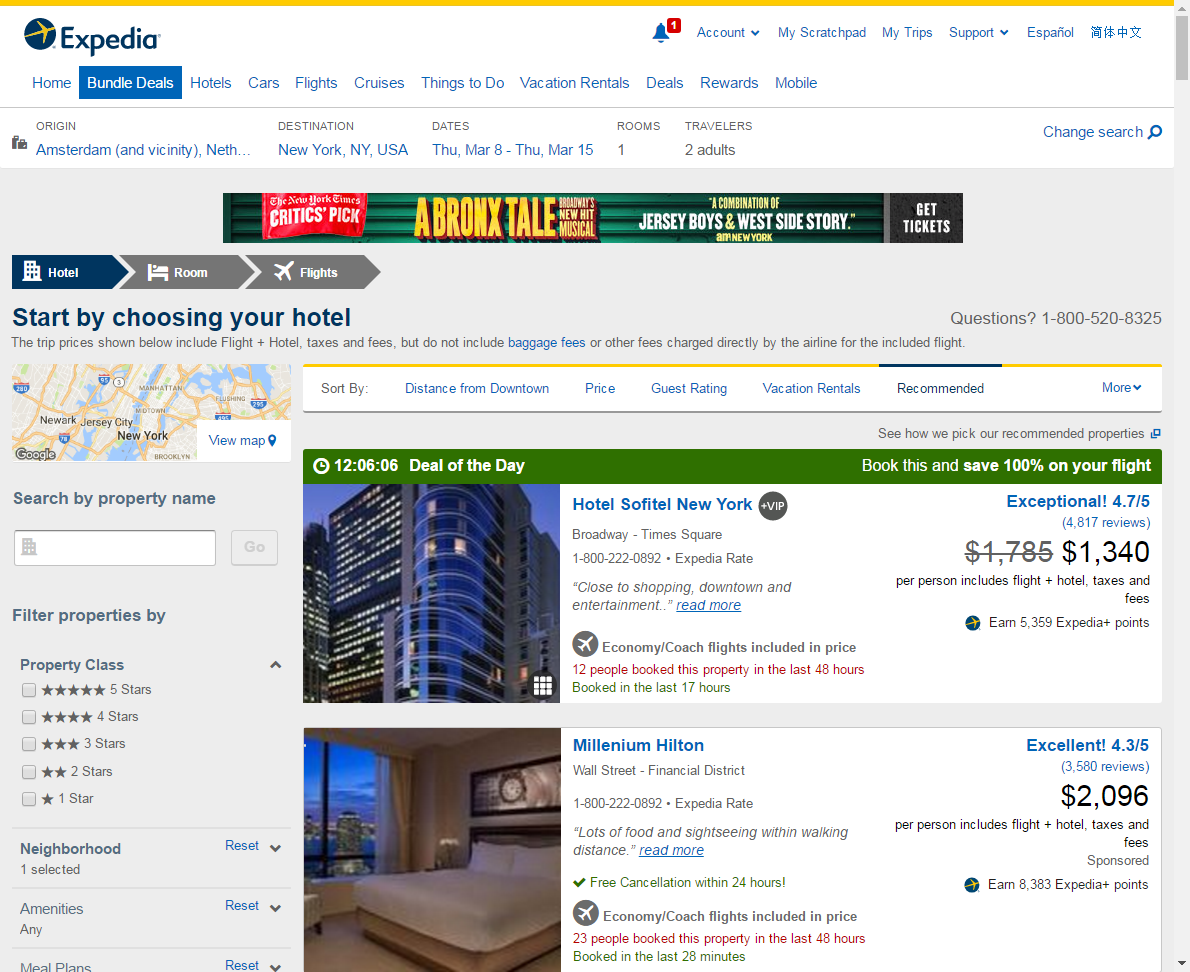 Expedia
1
Account
My Scratchpad
My Trips
Support
Español
简体中文
Home
Bundle Deals
Hotels
Cars
Flights
Cruises
Things to Do
Vacation Rentals
Deals
Rewards
Mobile
ORIGIN
Amsterdam (and vicinity), Neth...
DESTINATION
New York, NY, USA
DATES
Thu, Mar 8 - Thu, Mar 15
ROOMS
1
TRAVELERS
2 adults
Change search
The New York Times
CRITICS' PICK
A BRONX TALE
BROADWAY'S
NEW HIT
MUSICAL
"A COMBINATION OF
JERSEY BOYS & WEST SIDE STORY."
amNEWYORK
GET
TICKETS
Hotel
Room
Flights
Start by choosing your hotel
Questions? 1-800-520-8325
The trip prices shown below include Flight + Hotel, taxes and fees, but do not include baggage fees or other fees charged directly by the airline for the included flight.
280
95
3
MANHATTAN
FLUSHING
295
MIDTOWN
495
Newark
Jersey City
78
New York
BROOKLYN
Google
View map
Sort By:
Distance from Downtown
Price
Guest Rating
Vacation Rentals
Recommended
More
See how we pick our recommended properties
Search by property name
Go
Filter properties by
Property Class
★★★★★ 5 Stars
★★★★ 4 Stars
★★★ 3 Stars
★★ 2 Stars
★ 1 Star
Neighborhood
Reset
1 selected
Amenities
Reset
Any
Meal Plans
Reset
12:06:06 Deal of the Day
Book this and save 100% on your flight
Hotel Sofitel New York
+VIP
Broadway - Times Square
1-800-222-0892 • Expedia Rate
“Close to shopping, downtown and
entertainment..” read more
Economy/Coach flights included in price
12 people booked this property in the last 48 hours
Booked in the last 17 hours
Exceptional! 4.7/5
(4,817 reviews)
$1,785 $1,340
per person includes flight + hotel, taxes and
fees
Earn 5,359 Expedia+ points
Millenium Hilton
Wall Street - Financial District
1-800-222-0892 • Expedia Rate
“Lots of food and sightseeing within walking
distance.” read more
Free Cancellation within 24 hours!
Economy/Coach flights included in price
23 people booked this property in the last 48 hours
Booked in the last 28 minutes
Excellent! 4.3/5
(3,580 reviews)
$2,096
per person includes flight + hotel, taxes and
fees
Sponsored
Earn 8,383 Expedia+ points